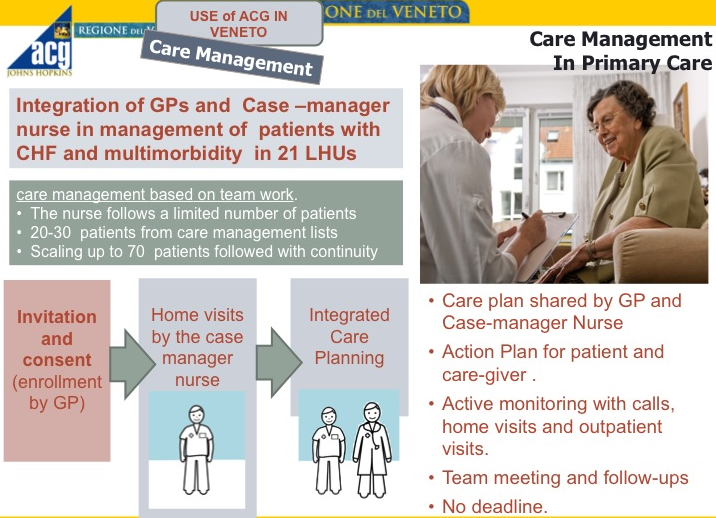 USE of ACG IN
VENETO
REGIONE DEL V
IONE DEL VENETO
Care Management
acg
JOHNS HOPKINS
Care Management
In Primary Care
Integration of GPs and Case –manager
nurse in management of patients with
CHF and multimorbidity in 21 LHUs
care management based on team work.
• The nurse follows a limited number of patients
• 20-30 patients from care management lists
• Scaling up to 70 patients followed with continuity
Invitation
and
consent
(enrollment
by GP)
Home visits
by the case
manager
nurse
Integrated
Care
Planning
• Care plan shared by GP and
Case-manager Nurse
• Action Plan for patient and
care-giver .
• Active monitoring with calls,
home visits and outpatient
visits.
• Team meeting and follow-ups
• No deadline.